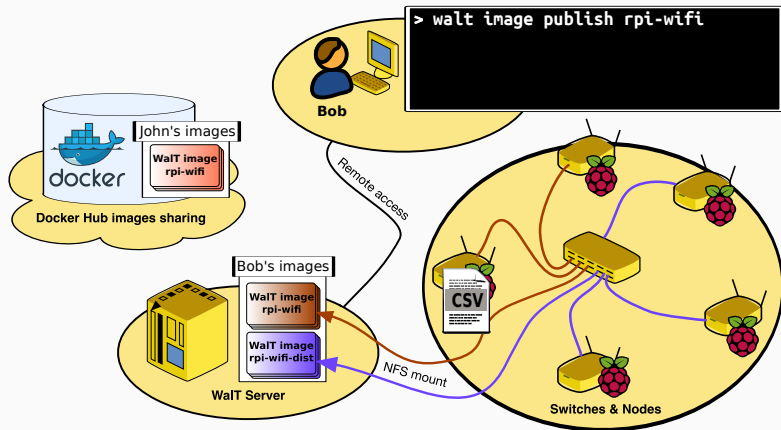 > walt image publish rpi-wifi
Bob
John's images
WalT image
rpi-wifi
docker
Docker Hub images sharing
Remote access
Bob's images
WalT image
rpi-wifi
WalT image
rpi-wifi-dist
CSV
NFS mount
WalT Server
Switches & Nodes